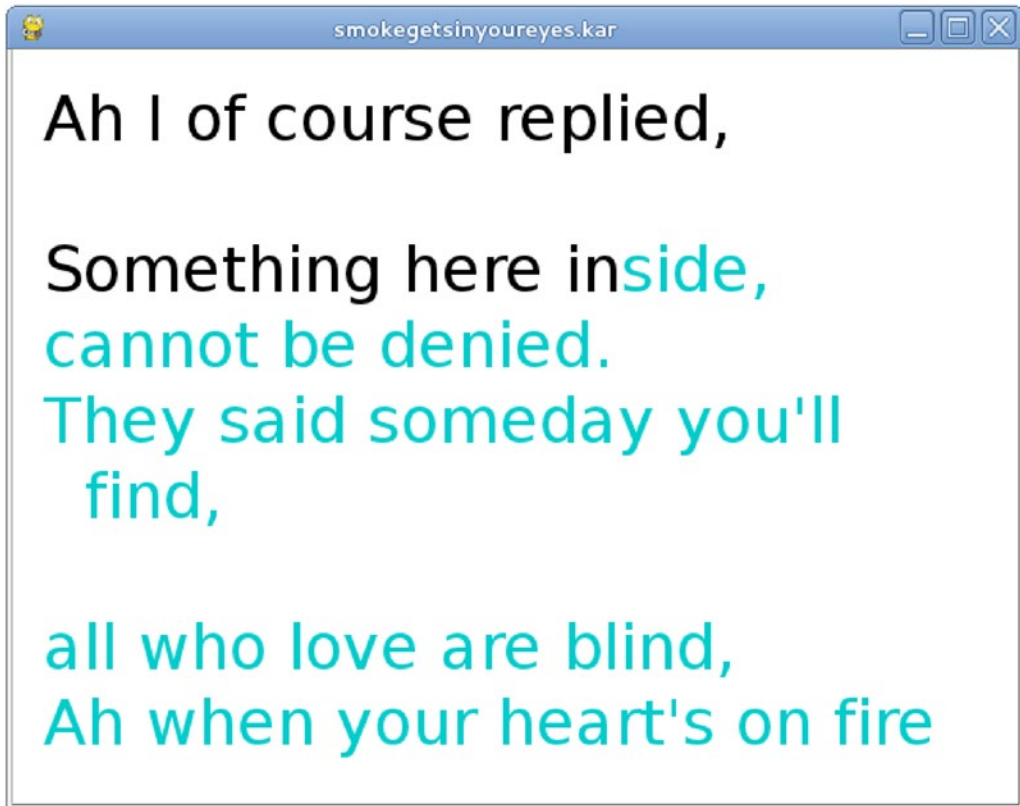 smokegetsinyoureyes.kar
Ah I of course replied,
Something here inside,
cannot be denied.
They said someday you'll
find,
all who love are blind,
Ah when your heart's on fire